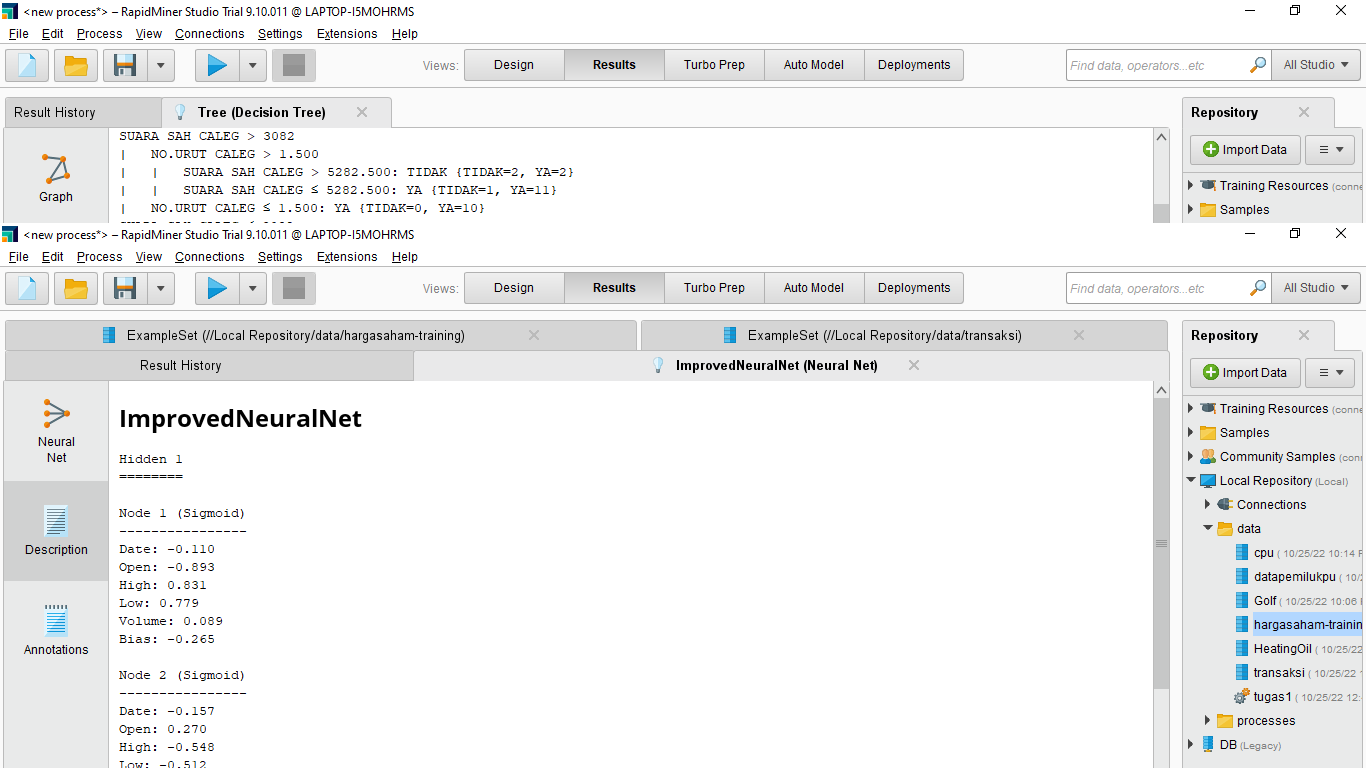 <new process*> – RapidMiner Studio Trial 9.10.011 @ LAPTOP-I5MOHRMS
File Edit Process View Connections Settings Extensions Help
Views: Design Results Turbo Prep Auto Model Deployments Find data, operators...etc All Studio
Result History Tree (Decision Tree) Repository
SUARA SAH CALEG > 3082
| NO.URUT CALEG > 1.500
| | SUARA SAH CALEG > 5282.500: TIDAK {TIDAK=2, YA=2}
| | SUARA SAH CALEG ≤ 5282.500: YA {TIDAK=1, YA=11}
| NO.URUT CALEG ≤ 1.500: YA {TIDAK=0, YA=10}
Graph
Import Data
Training Resources (conne
Samples
<new process*> – RapidMiner Studio Trial 9.10.011 @ LAPTOP-I5MOHRMS
File Edit Process View Connections Settings Extensions Help
Views: Design Results Turbo Prep Auto Model Deployments Find data, operators...etc All Studio
ExampleSet (//Local Repository/data/hargasaham-training) ExampleSet (//Local Repository/data/transaksi) Repository
Result History ImprovedNeuralNet (Neural Net)
Neural
Net
Description
Annotations
ImprovedNeuralNet
Hidden 1
========
Node 1 (Sigmoid)
----------------
Date: -0.110
Open: -0.893
High: 0.831
Low: 0.779
Volume: 0.089
Bias: -0.265
Node 2 (Sigmoid)
----------------
Date: -0.157
Open: 0.270
High: -0.548
Low: -0.512
Import Data
Training Resources (conne
Samples
Community Samples (con
Local Repository (Local)
Connections
data
cpu ( 10/25/22 10:14 P
datapemilukpu ( 10/2
Golf ( 10/25/22 10:06
hargasaham-trainin
HeatingOil ( 10/25/22
transaksi ( 10/25/22 1
tugas1 ( 10/25/22 12:
processes
DB (Legacy)